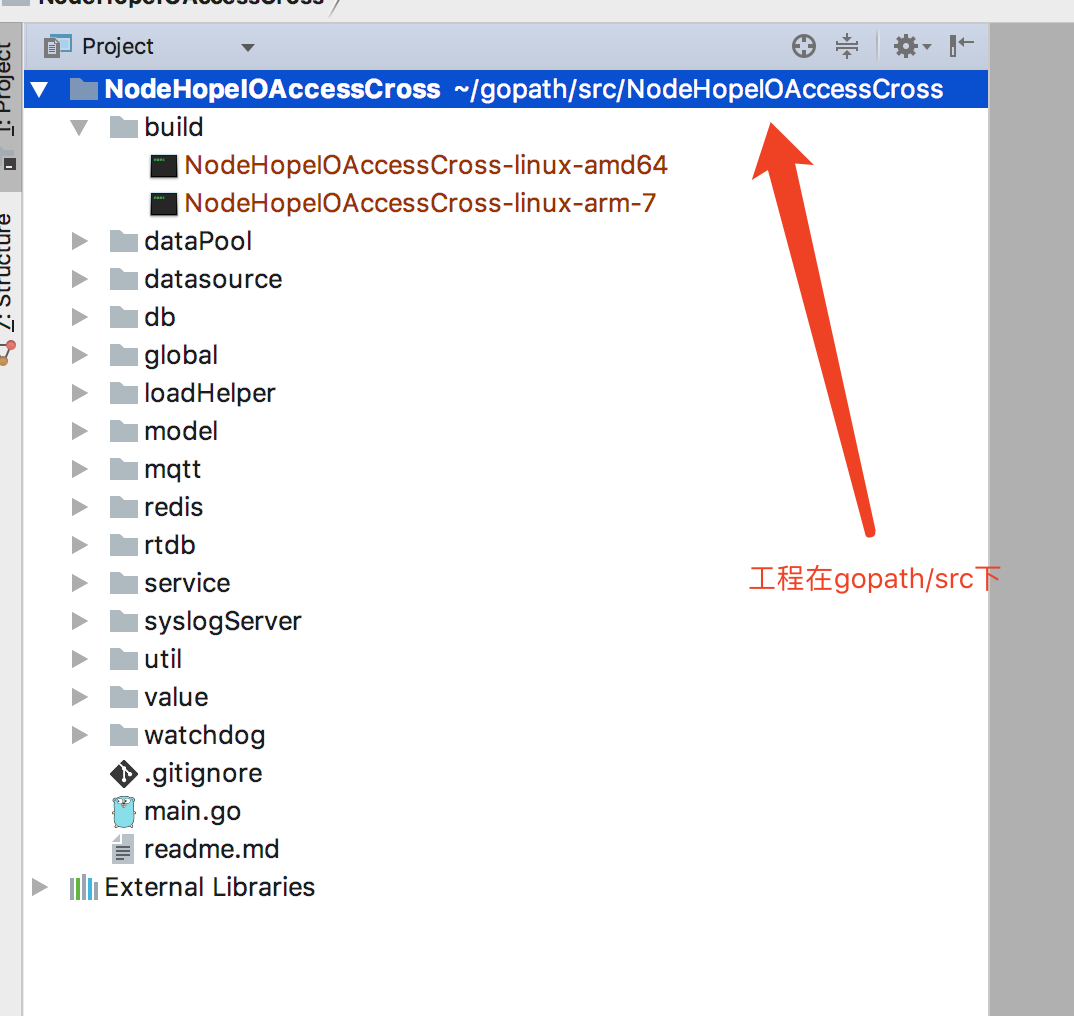 NodeHopeIOAccessCross
Project
1: Project
NodeHopeIOAccessCross ~/gopath/src/NodeHopeIOAccessCross
build
NodeHopeIOAccessCross-linux-amd64
NodeHopeIOAccessCross-linux-arm-7
dataPool
7: Structure
datasource
db
global
loadHelper
model
mqtt
redis
rtdb
工程在gopath/src下
service
syslogServer
util
value
watchdog
.gitignore
main.go
readme.md
External Libraries